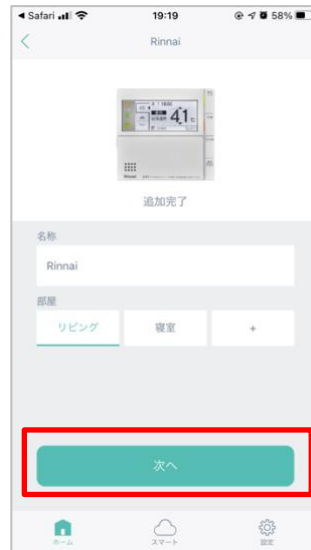 Safari 19:19 58%
Rinnai
41
Rinnai
追加完了
名称
Rinnai
部屋
リビング 寝室 +
次へ
ホーム スマート 設定